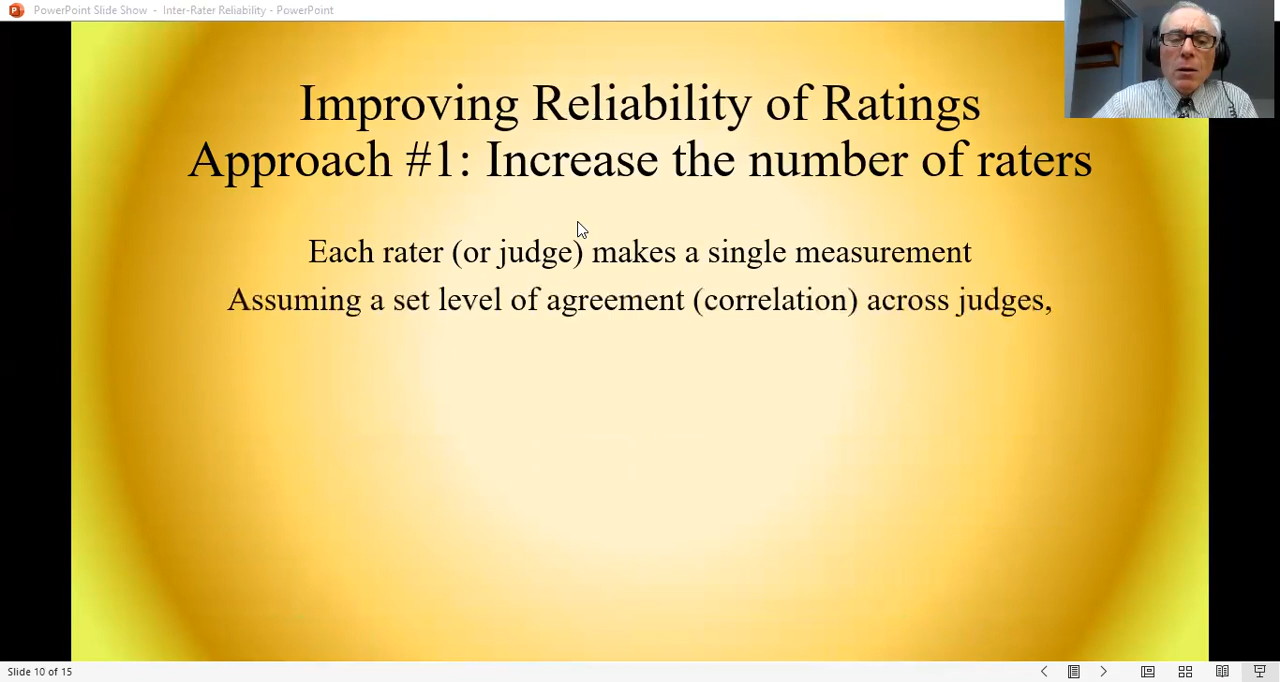 PowerPoint Slide Show - Inter-Rater Reliability - PowerPoint
Improving Reliability of Ratings
Approach #1: Increase the number of raters
Each rater (or judge) makes a single measurement
Assuming a set level of agreement (correlation) across judges,
Slide 10 of 15